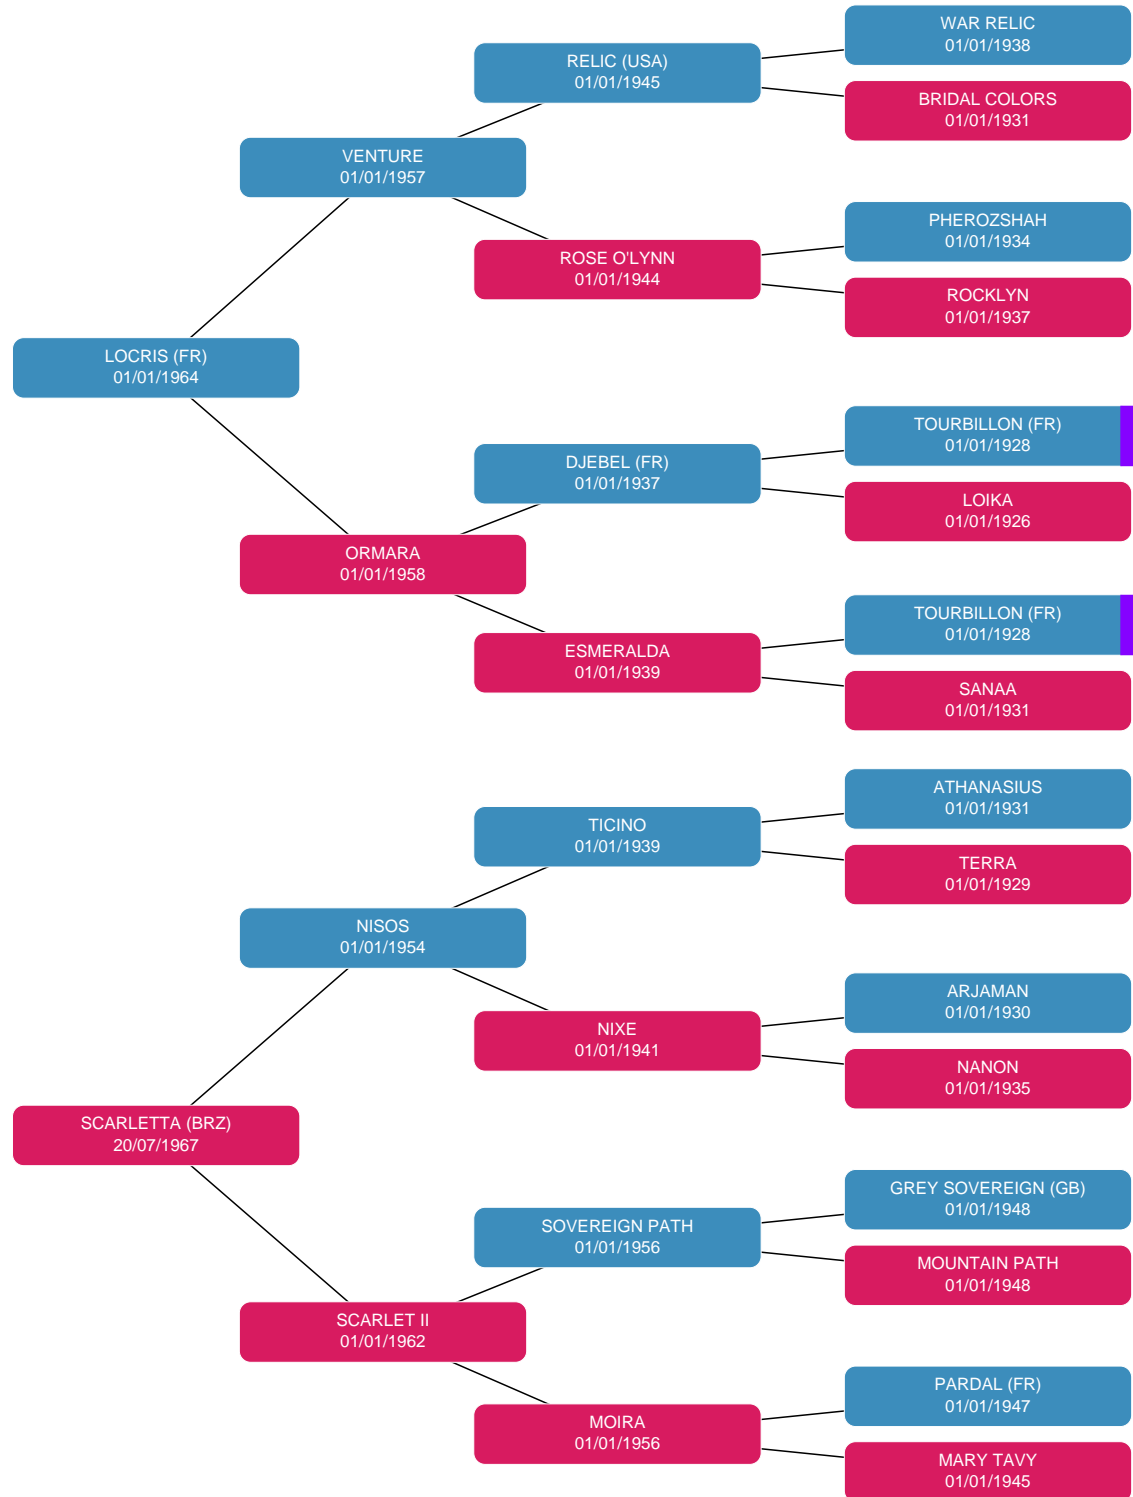 WAR RELIC
01/01/1938
RELIC (USA)
01/01/1945
BRIDAL COLORS
01/01/1931
VENTURE
01/01/1957
PHEROZSHAH
01/01/1934
ROSE O'LYNN
01/01/1944
ROCKLYN
01/01/1937
LOCRIS (FR)
01/01/1964
TOURBILLON (FR)
01/01/1928
DJEBEL (FR)
01/01/1937
LOIKA
01/01/1926
ORMARA
01/01/1958
TOURBILLON (FR)
01/01/1928
ESMERALDA
01/01/1939
SANAA
01/01/1931
ATHANASIUS
01/01/1931
TICINO
01/01/1939
TERRA
01/01/1929
NISOS
01/01/1954
ARJAMAN
01/01/1930
NIXE
01/01/1941
NANON
01/01/1935
SCARLETTA (BRZ)
20/07/1967
GREY SOVEREIGN (GB)
01/01/1948
SOVEREIGN PATH
01/01/1956
MOUNTAIN PATH
01/01/1948
SCARLET II
01/01/1962
PARDAL (FR)
01/01/1947
MOIRA
01/01/1956
MARY TAVY
01/01/1945